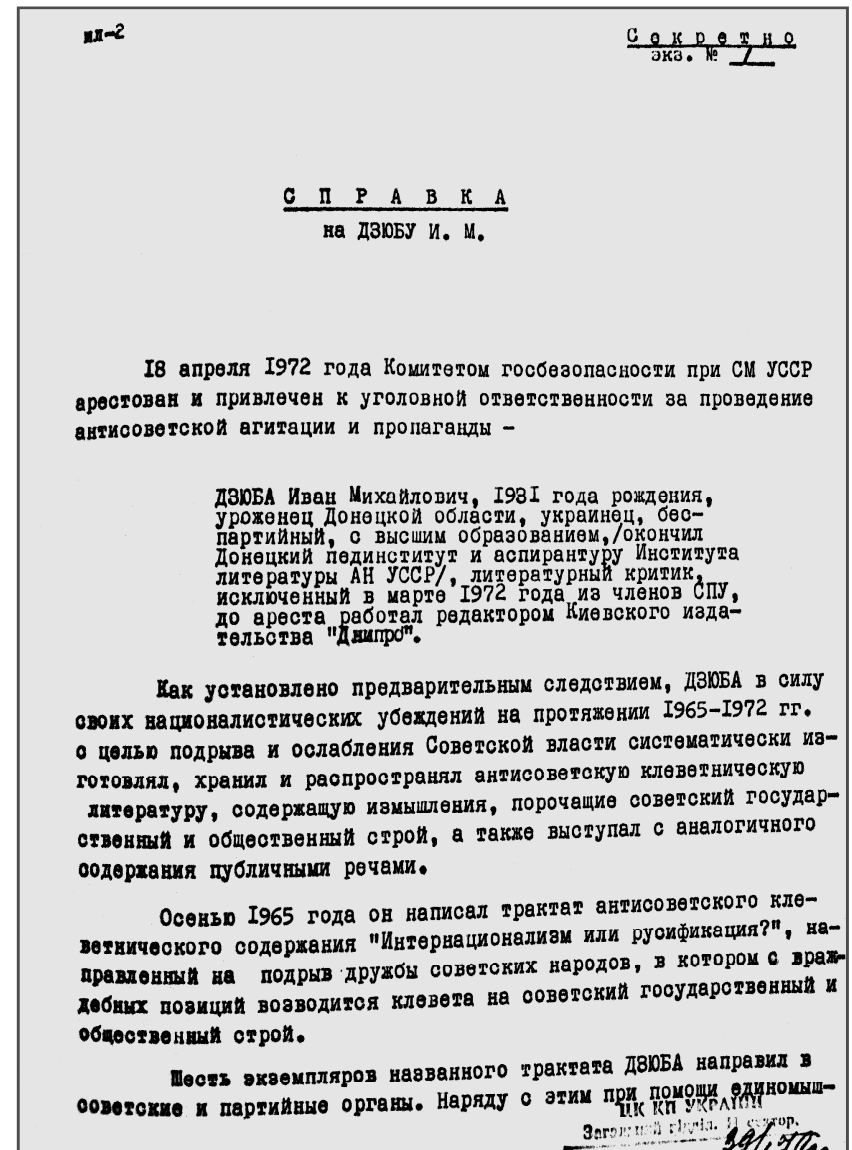 ил-2
Секретно
экз. № 1
СПРАВКА
на ДЗЮБУ И. М.
18 апреля 1972 года Комитетом госбезопасности при СМ УССР
арестован и привлечен к уголовной ответственности за проведение
антисоветской агитации и пропаганды –
ДЗЮБА Иван Михайлович, 1931 года рождения,
уроженец Донецкой области, украинец, бес-
партийный, с высшим образованием,/окончил
Донецкий пединститут и аспирантуру Института
литературы АН УССР/, литературный критик,
исключенный в марте 1972 года из членов СПУ,
до ареста работал редактором Киевского изда-
тельства "Днипро".
Как установлено предварительным следствием, ДЗЮБА в силу
своих националистических убеждений на протяжении 1965-1972 гг.
с целью подрыва и ослабления Советской власти систематически из-
готовлял, хранил и распространял антисоветскую клеветническую
литературу, содержащую измышления, порочащие советский государ-
ственный и общественный строй, а также выступал с аналогичного
содержания публичными речами.
Осенью 1965 года он написал трактат антисоветского кле-
ветнического содержания "Интернационализм или русификация?", на-
правленный на подрыв дружбы советских народов, в котором с враж-
дебных позиций возводится клевета на советский государственный и
общественный строй.
Шесть экземпляров названного трактата ДЗЮБА направил в
советские и партийные органы. Наряду с этим при помощи единомыш-
ЦК КП УКРАЇНИ
сектор.